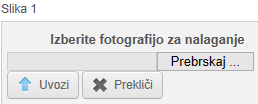 Slika 1
Izberite fotografijo za nalaganje
Prebrskaj ...
Uvozi Prekliči